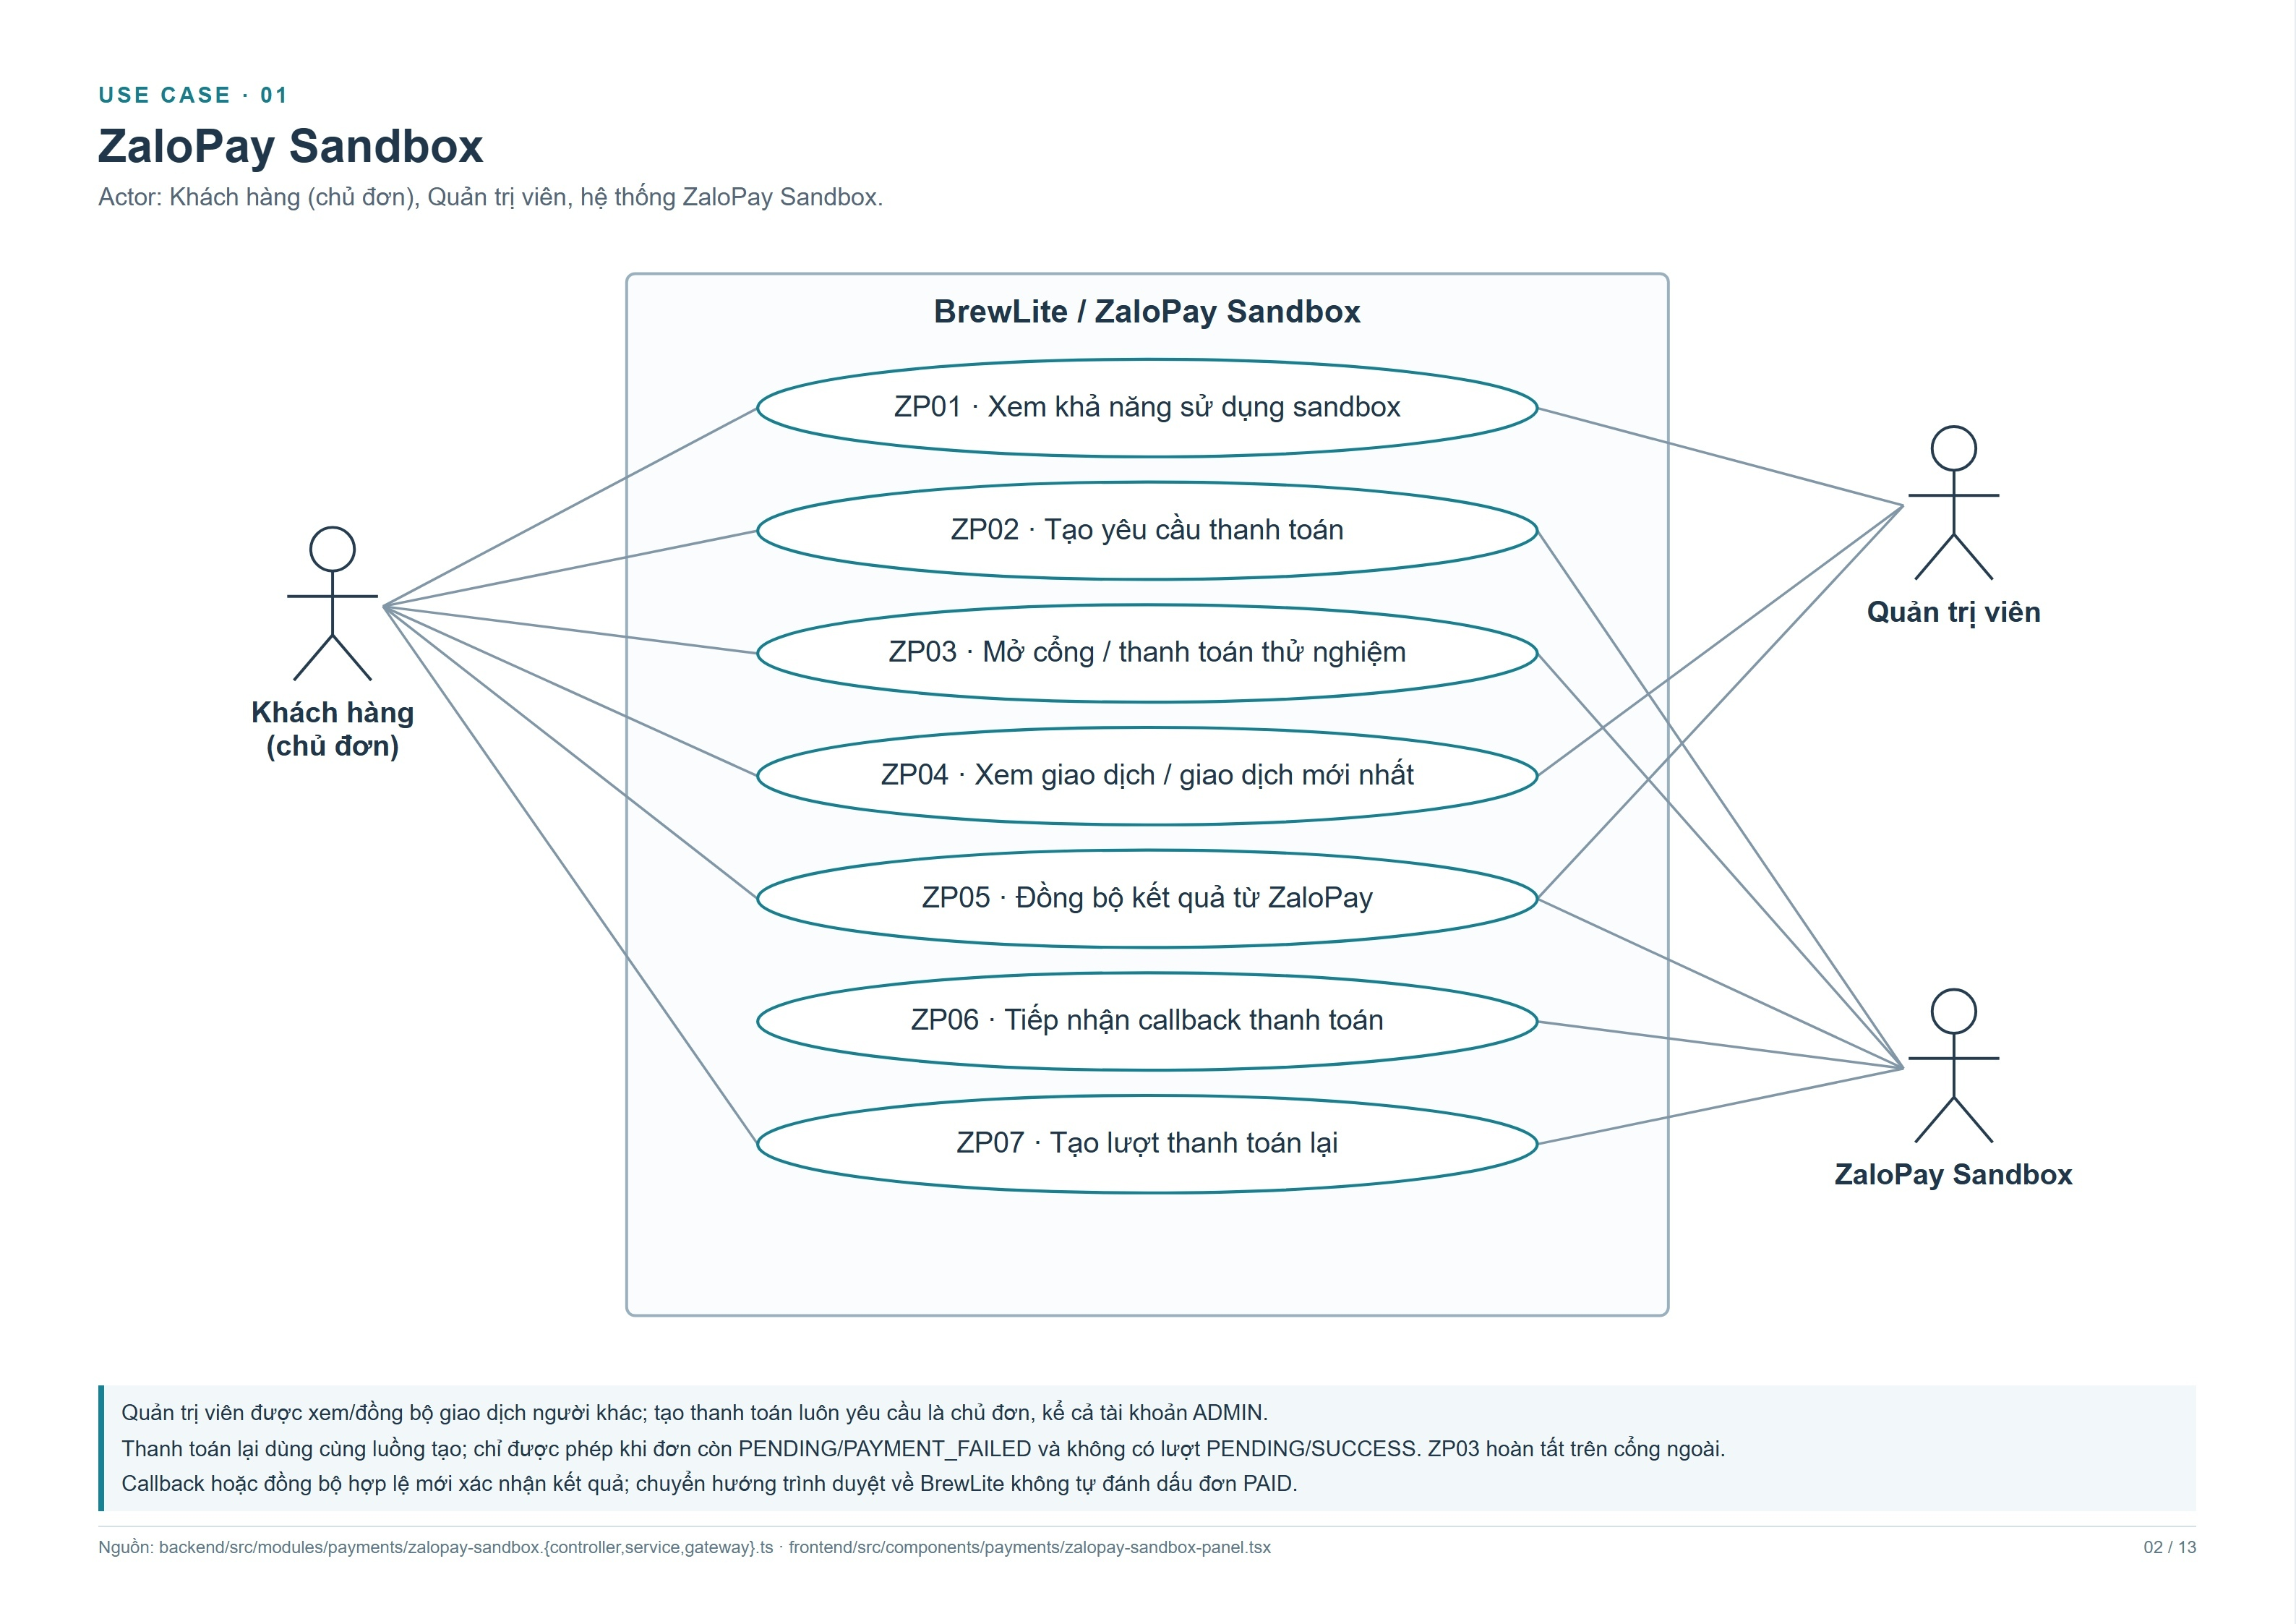 USE CASE · 01
ZaloPay Sandbox
Actor: Khách hàng (chủ đơn), Quản trị viên, hệ thống ZaloPay Sandbox.
BrewLite / ZaloPay Sandbox
ZP01 · Xem khả năng sử dụng sandbox
ZP02 · Tạo yêu cầu thanh toán
ZP03 · Mở cổng / thanh toán thử nghiệm
ZP04 · Xem giao dịch / giao dịch mới nhất
ZP05 · Đồng bộ kết quả từ ZaloPay
ZP06 · Tiếp nhận callback thanh toán
ZP07 · Tạo lượt thanh toán lại
Khách hàng
(chủ đơn)
Quản trị viên
ZaloPay Sandbox
Quản trị viên được xem/đồng bộ giao dịch người khác; tạo thanh toán luôn yêu cầu là chủ đơn, kể cả tài khoản ADMIN.
Thanh toán lại dùng cùng luồng tạo; chỉ được phép khi đơn còn PENDING/PAYMENT_FAILED và không có lượt PENDING/SUCCESS. ZP03 hoàn tất trên cổng ngoài.
Callback hoặc đồng bộ hợp lệ mới xác nhận kết quả; chuyển hướng trình duyệt về BrewLite không tự đánh dấu đơn PAID.
Nguồn: backend/src/modules/payments/zalopay-sandbox.{controller,service,gateway}.ts · frontend/src/components/payments/zalopay-sandbox-panel.tsx
02 / 13